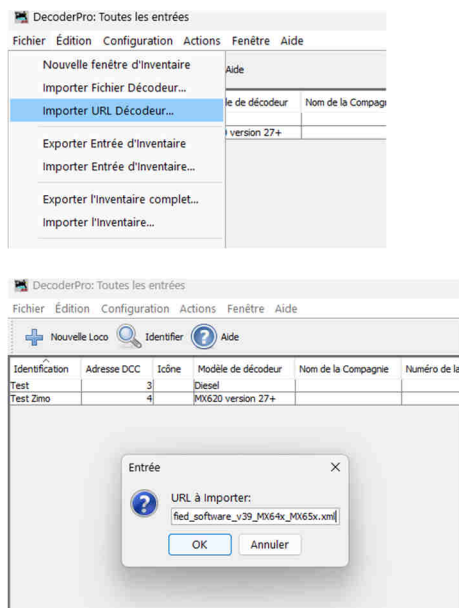 DecoderPro: Toutes les entrées
Fichier Édition Configuration Actions Fenêtre Aide
Nouvelle fenêtre d'Inventaire
Aide
Importer Fichier Décodeur...
Importer URL Décodeur...
le de décodeur Nom de la Compagn
version 27+
Exporter Entrée d'Inventaire
Importer Entrée d'Inventaire...
Exporter l'Inventaire complet...
Importer l'Inventaire...
DecoderPro: Toutes les entrées
Fichier Édition Configuration Actions Fenêtre Aide
Nouvelle Loco Identifier Aide
Identification Adresse DCC Icône Modèle de décodeur Nom de la Compagnie Numéro de la
Test 3 Diesel
Test Zimo 4 MX620 version 27+
Entrée
URL à Importer:
fied_software_v39_MX64x_MX65x.xml
OK Annuler